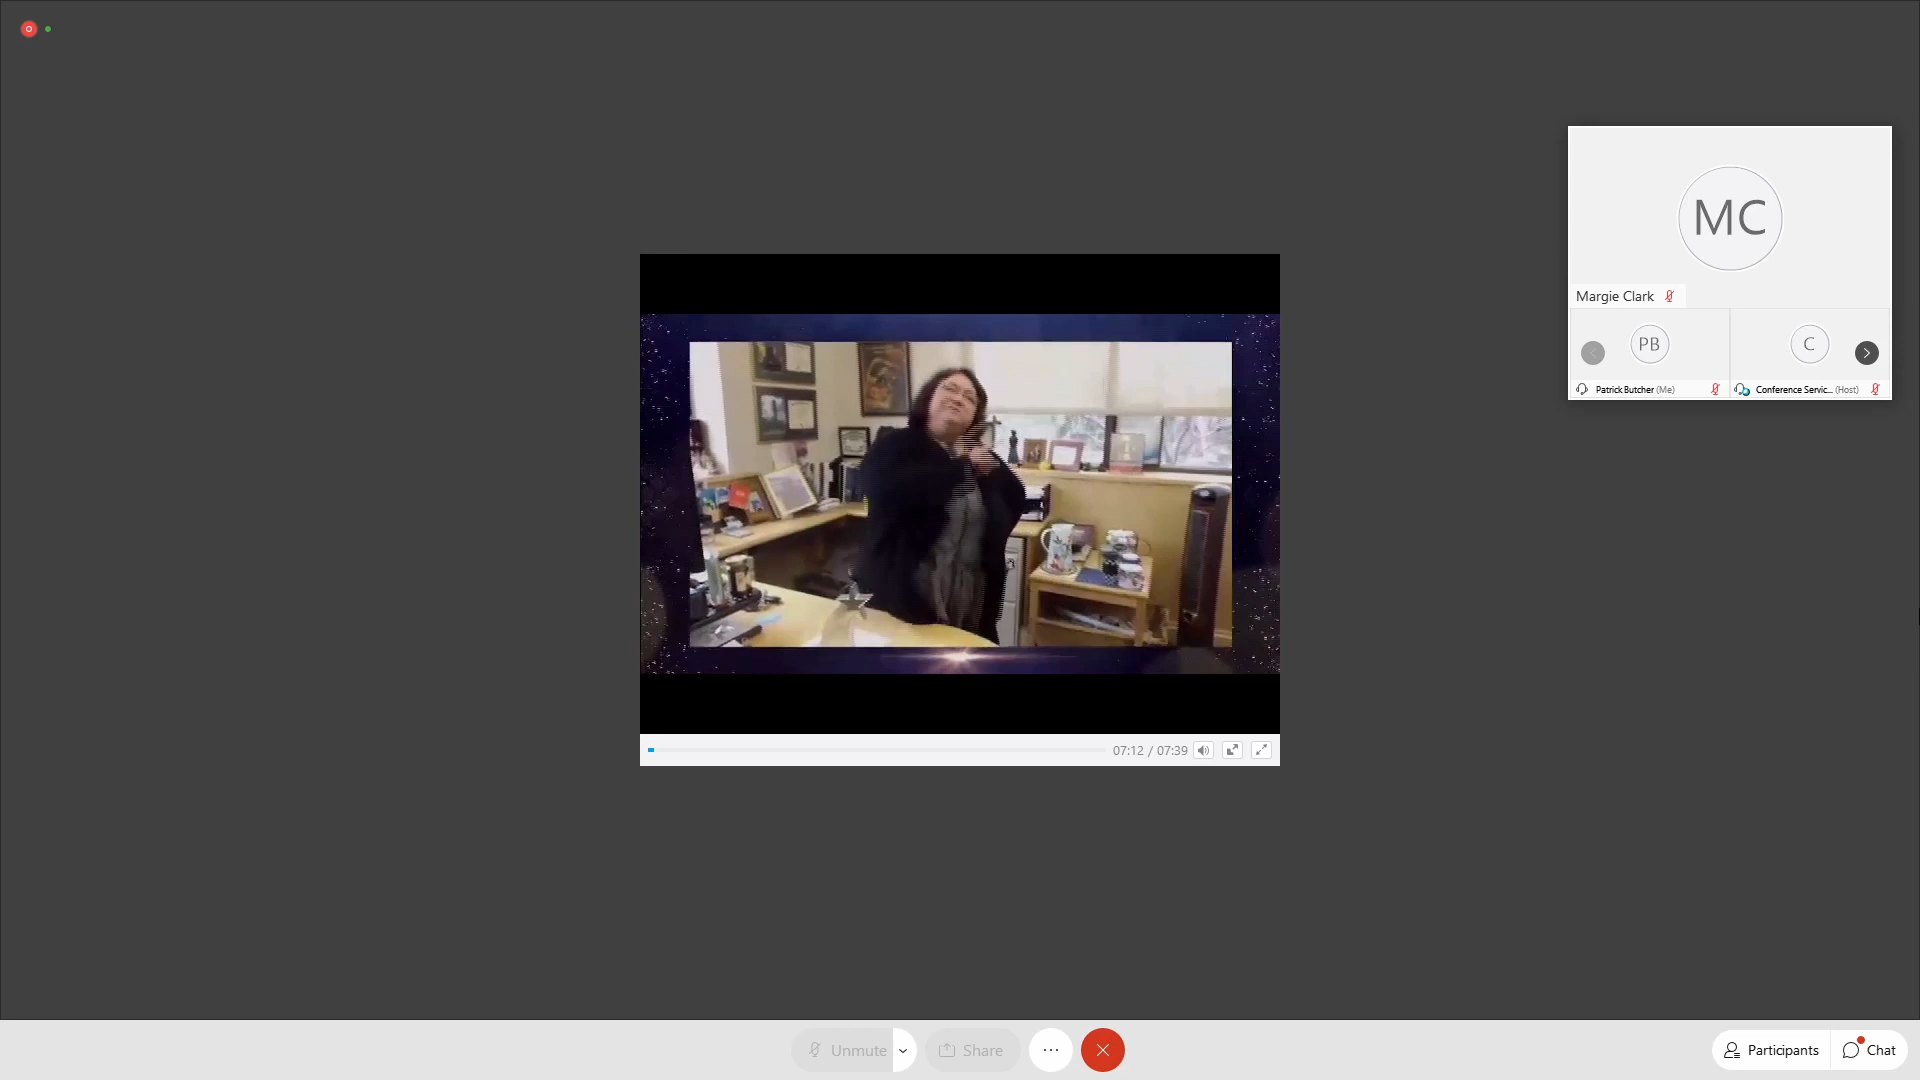 MC
Margie Clark
PB
C
Patrick Butcher (Me)
Conference Servic... (Host)
07:12 / 07:39
Unmute
Share
Participants
Chat